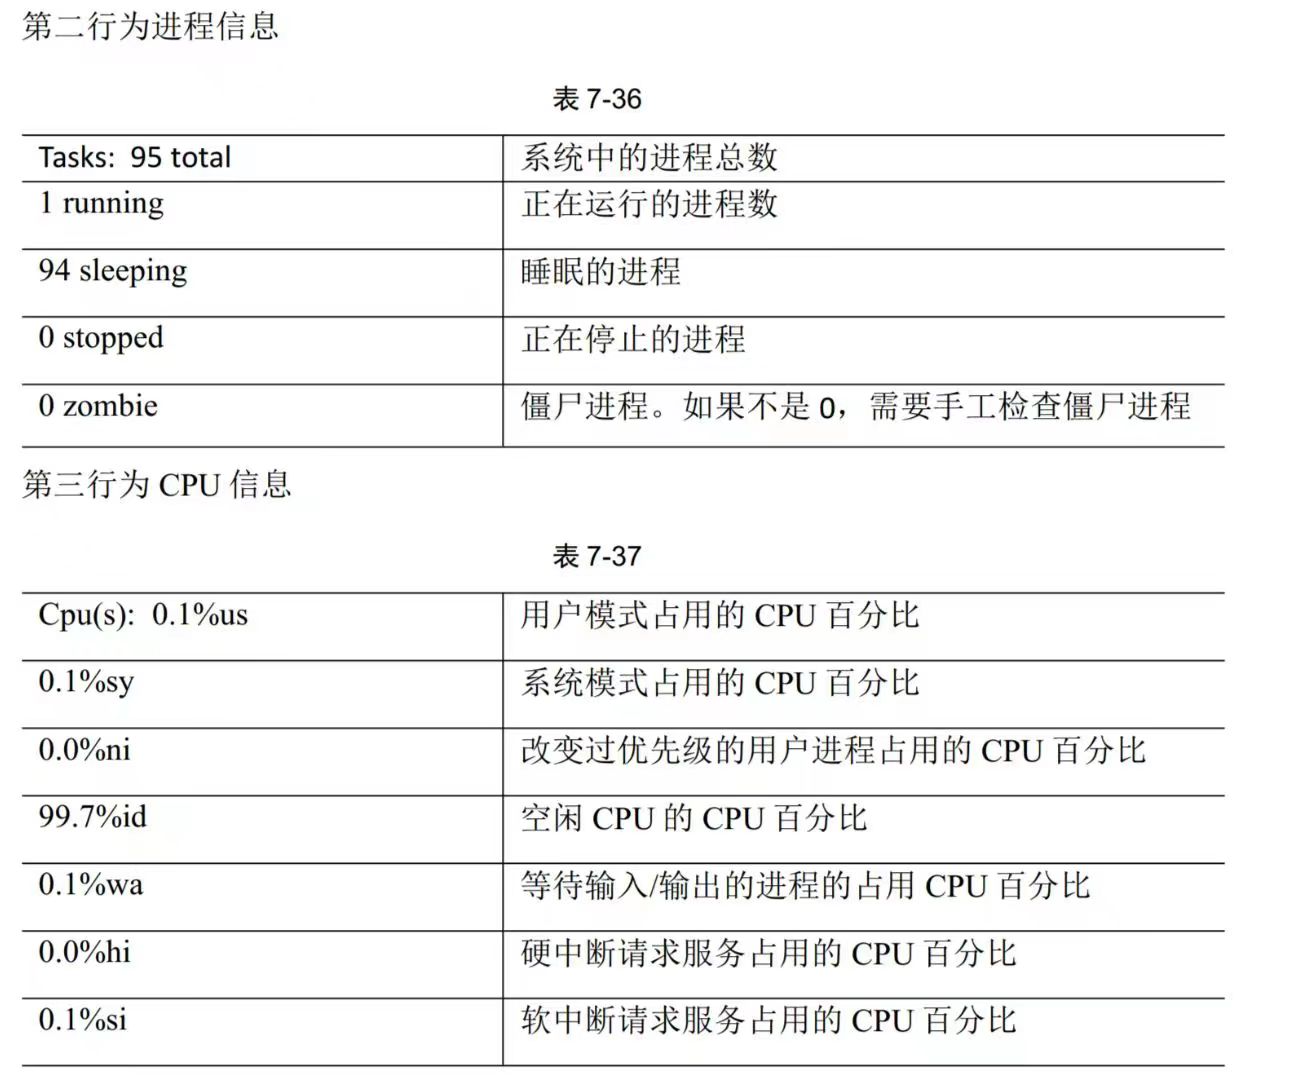 第二行为进程信息
表 7-36
Tasks: 95 total 系统中的进程总数
1 running 正在运行的进程数
94 sleeping 睡眠的进程
0 stopped 正在停止的进程
0 zombie 僵尸进程。如果不是 0，需要手工检查僵尸进程
第三行为 CPU 信息
表 7-37
Cpu(s): 0.1%us 用户模式占用的 CPU 百分比
0.1%sy 系统模式占用的 CPU 百分比
0.0%ni 改变过优先级的用户进程占用的 CPU 百分比
99.7%id 空闲 CPU 的 CPU 百分比
0.1%wa 等待输入/输出的进程的占用 CPU 百分比
0.0%hi 硬中断请求服务占用的 CPU 百分比
0.1%si 软中断请求服务占用的 CPU 百分比